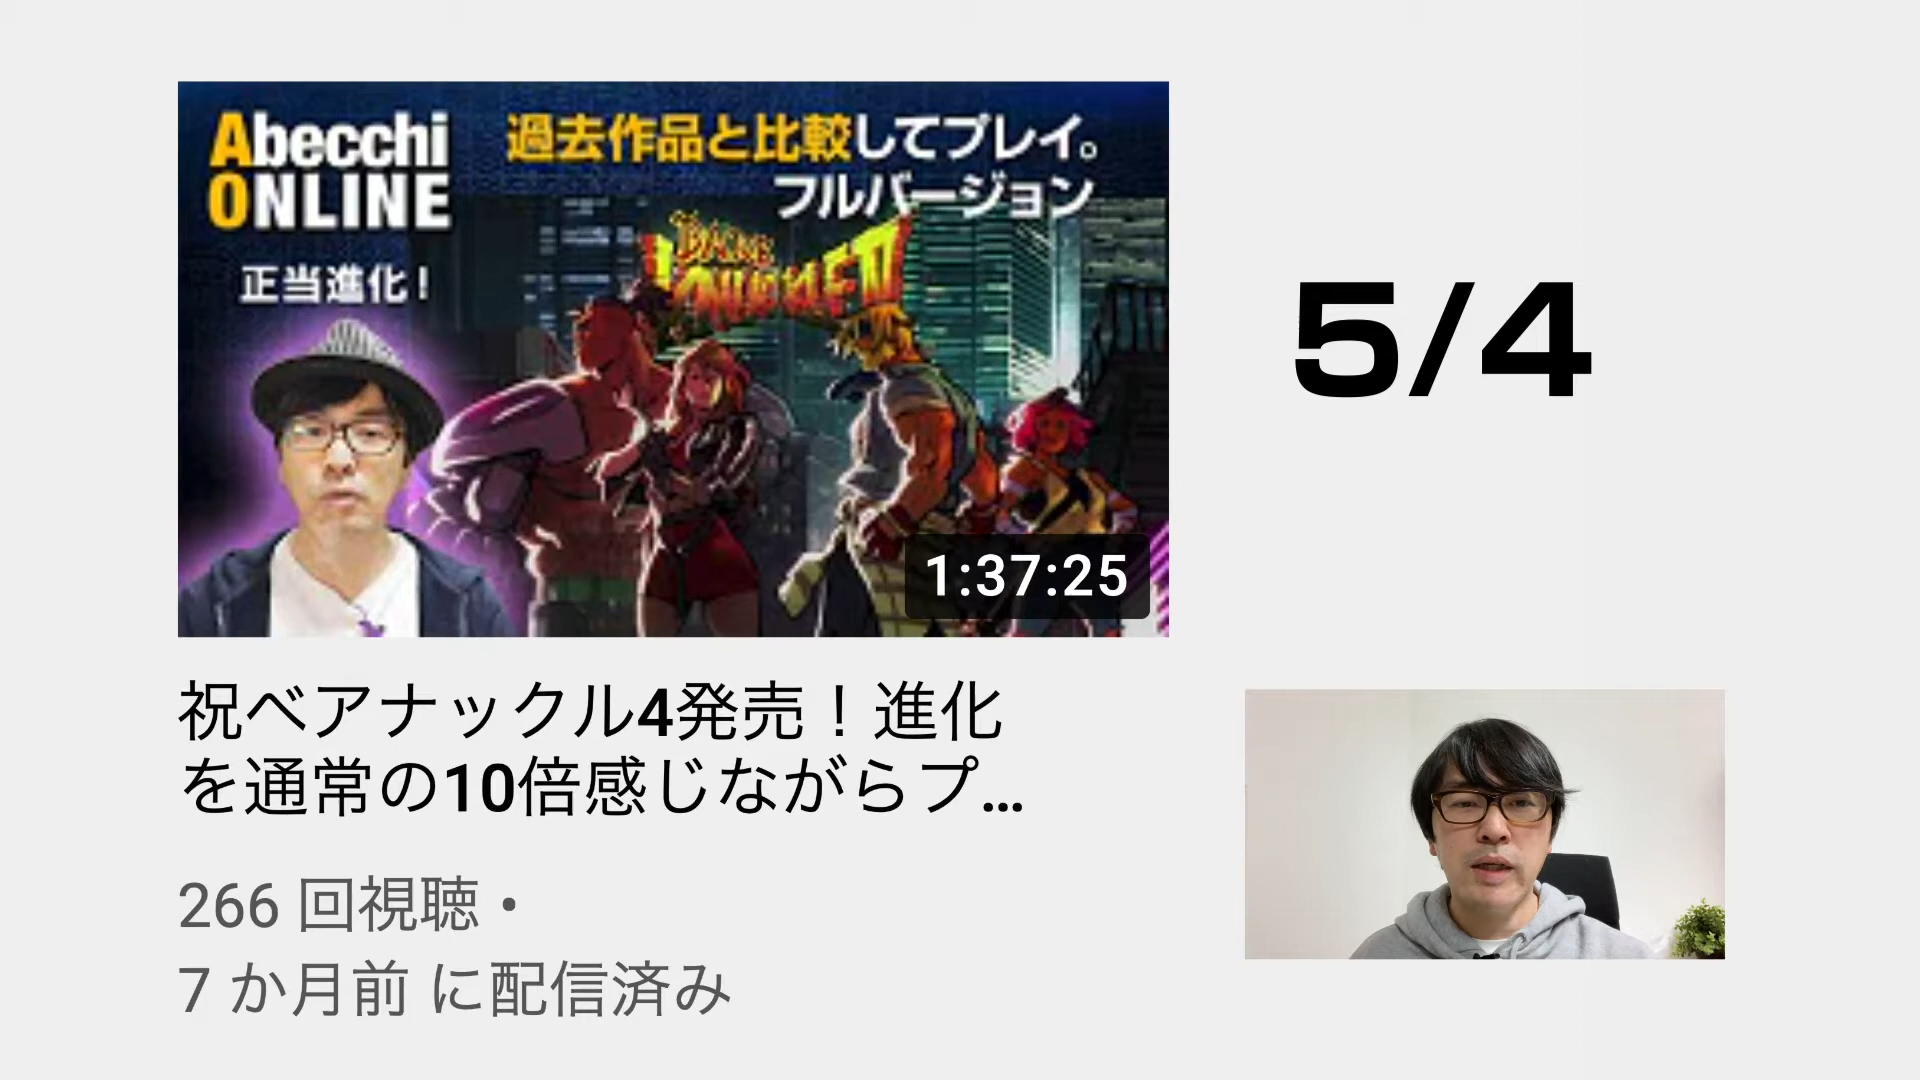 Abecchi
ONLINE
過去作品と比較してプレイ。
フルバージョン
正当進化！
BARE
KNUCKLE IV
1:37:25
5/4
祝ベアナックル4発売！進化
を通常の10倍感じながらプ...
266 回視聴・
7 か月前 に配信済み